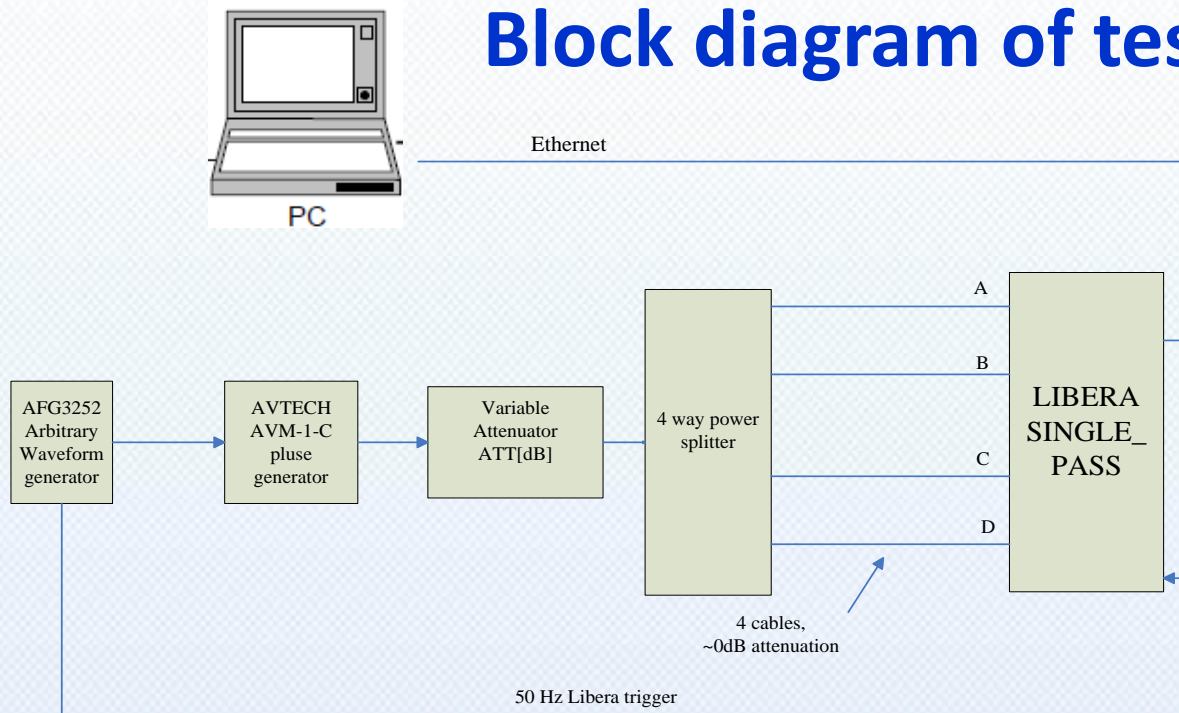 Block diagram of tes
Ethernet
PC
A
B
C
D
AFG3252
Arbitrary
Waveform
generator
AVTECH
AVM-1-C
pluse
generator
Variable
Attenuator
ATT[dB]
4 way power
splitter
LIBERA
SINGLE_
PASS
4 cables,
~0dB attenuation
50 Hz Libera trigger